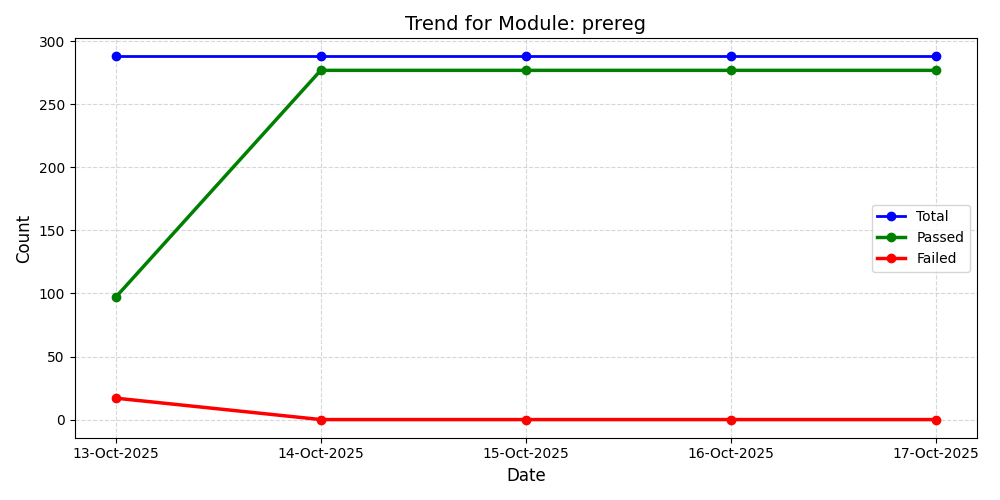 Trend for Module: prereg
300
250
200
150
100
50
0
Count
Total
Passed
Failed
13-Oct-2025
14-Oct-2025
15-Oct-2025
16-Oct-2025
17-Oct-2025
Date